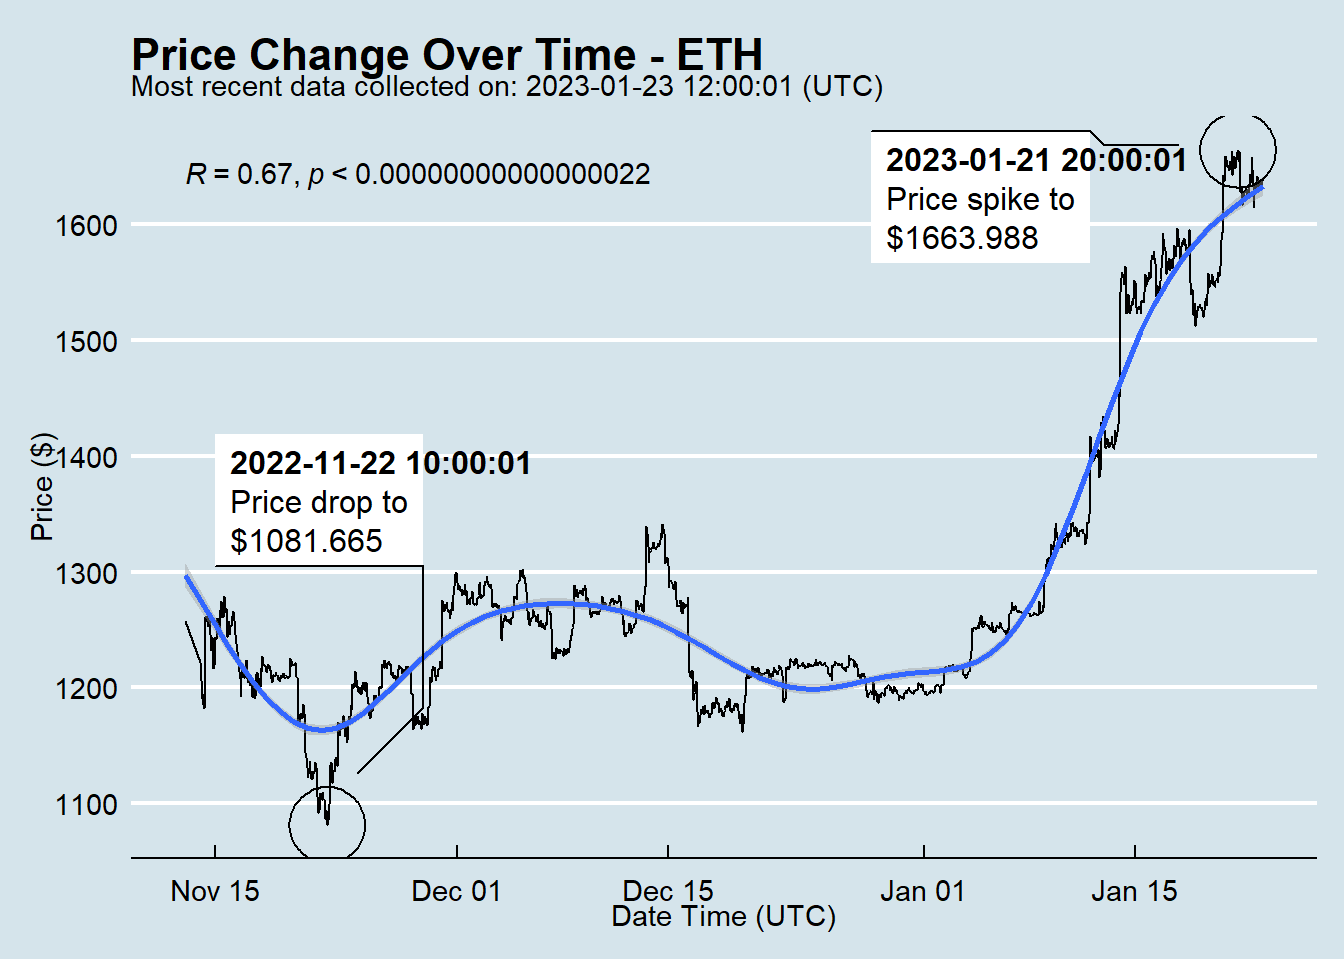 Price Change Over Time - ETH
Most recent data collected on: 2023-01-23 12:00:01 (UTC)
R = 0.67, p < 0.00000000000000022
2023-01-21 20:00:01
Price spike to
$1663.988
2022-11-22 10:00:01
Price drop to
$1081.665
Price ($)
1600
1500
1400
1300
1200
1100
Nov 15
Dec 01
Dec 15
Jan 01
Jan 15
Date Time (UTC)